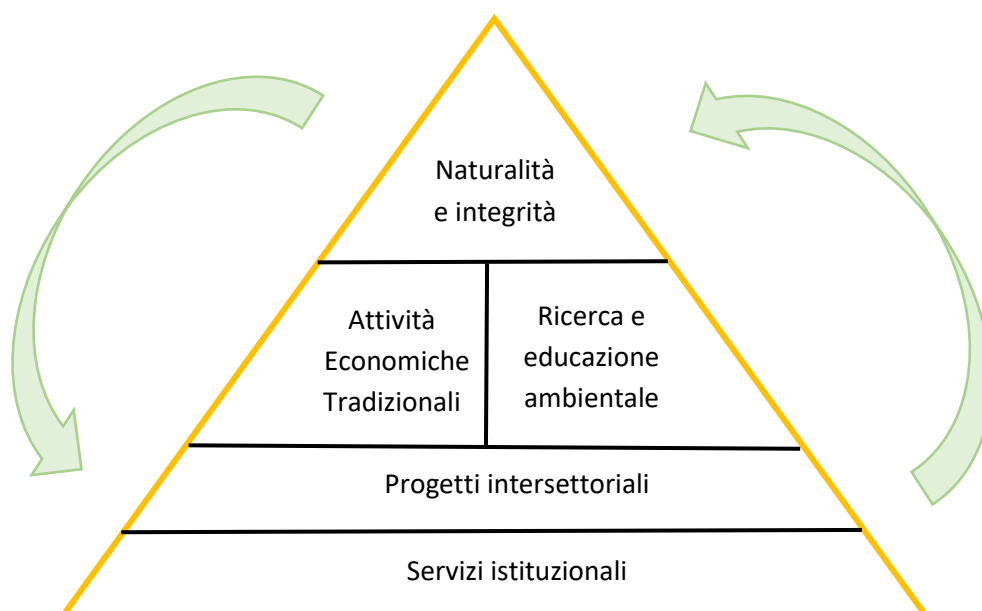 Naturalità
e integrità
Attività
Economiche
Tradizionali
Ricerca e
educazione
ambientale
Progetti intersettoriali
Servizi istituzionali